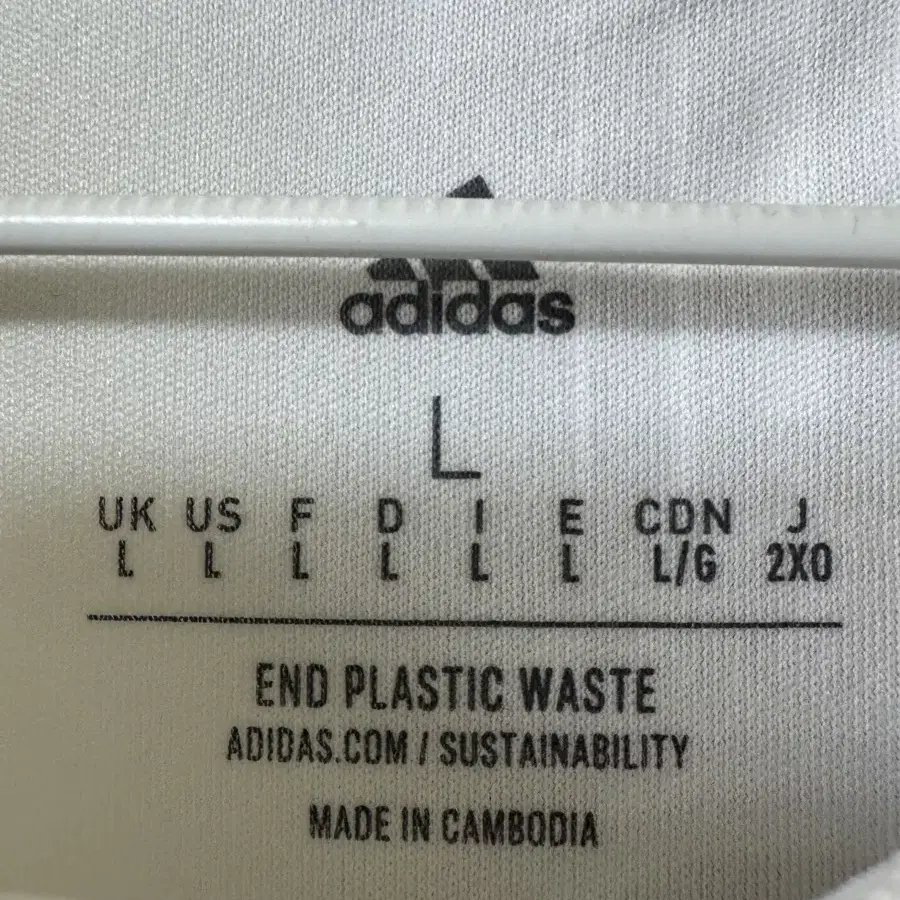 adidas
L
UK US F D I E CDN J
L L L L L L L/G 2XO
END PLASTIC WASTE
ADIDAS.COM / SUSTAINABILITY
MADE IN CAMBODIA